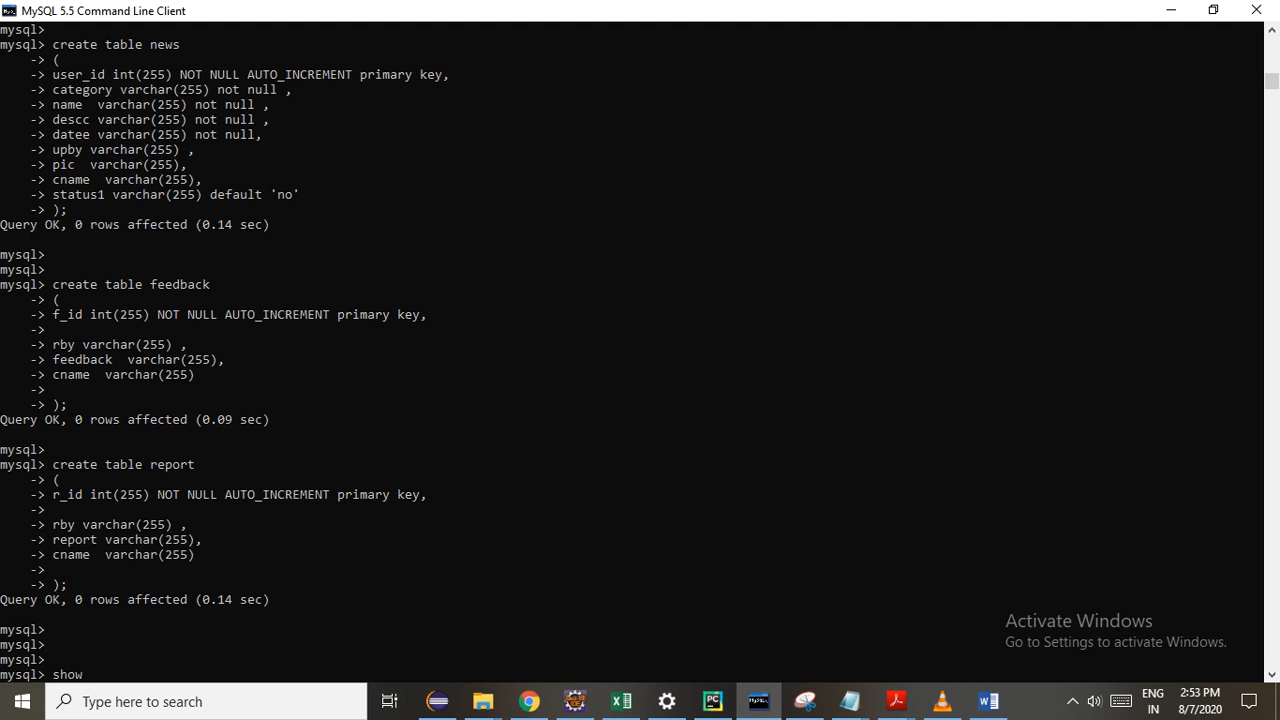 MySQL 5.5 Command Line Client
mysql>
mysql> create table news
    -> (
    -> user_id int(255) NOT NULL AUTO_INCREMENT primary key,
    -> category varchar(255) not null ,
    -> name  varchar(255) not null ,
    -> descc varchar(255) not null ,
    -> datee varchar(255) not null,
    -> upby varchar(255) ,
    -> pic  varchar(255),
    -> cname  varchar(255),
    -> status1 varchar(255) default 'no'
    -> );
Query OK, 0 rows affected (0.14 sec)
mysql>
mysql>
mysql> create table feedback
    -> (
    -> f_id int(255) NOT NULL AUTO_INCREMENT primary key,
    ->
    -> rby varchar(255) ,
    -> feedback  varchar(255),
    -> cname  varchar(255)
    ->
    -> );
Query OK, 0 rows affected (0.09 sec)
mysql>
mysql> create table report
    -> (
    -> r_id int(255) NOT NULL AUTO_INCREMENT primary key,
    ->
    -> rby varchar(255) ,
    -> report varchar(255),
    -> cname  varchar(255)
    ->
    -> );
Query OK, 0 rows affected (0.14 sec)
mysql>
mysql>
mysql>
mysql> show
Activate Windows
Go to Settings to activate Windows.
Type here to search
ENG
IN
2:53 PM
8/7/2020